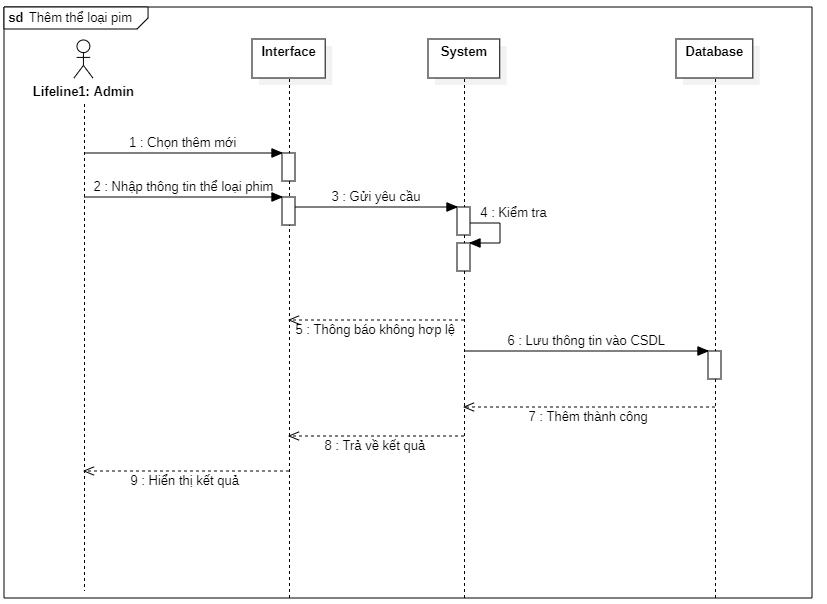 sd Thêm thể loại pim
Interface
System
Database
Lifeline1: Admin
1 : Chọn thêm mới
2 : Nhập thông tin thể loại phim
3 : Gửi yêu cầu
4 : Kiểm tra
5 : Thông báo không hợp lệ
6 : Lưu thông tin vào CSDL
7 : Thêm thành công
8 : Trả về kết quả
9 : Hiển thị kết quả